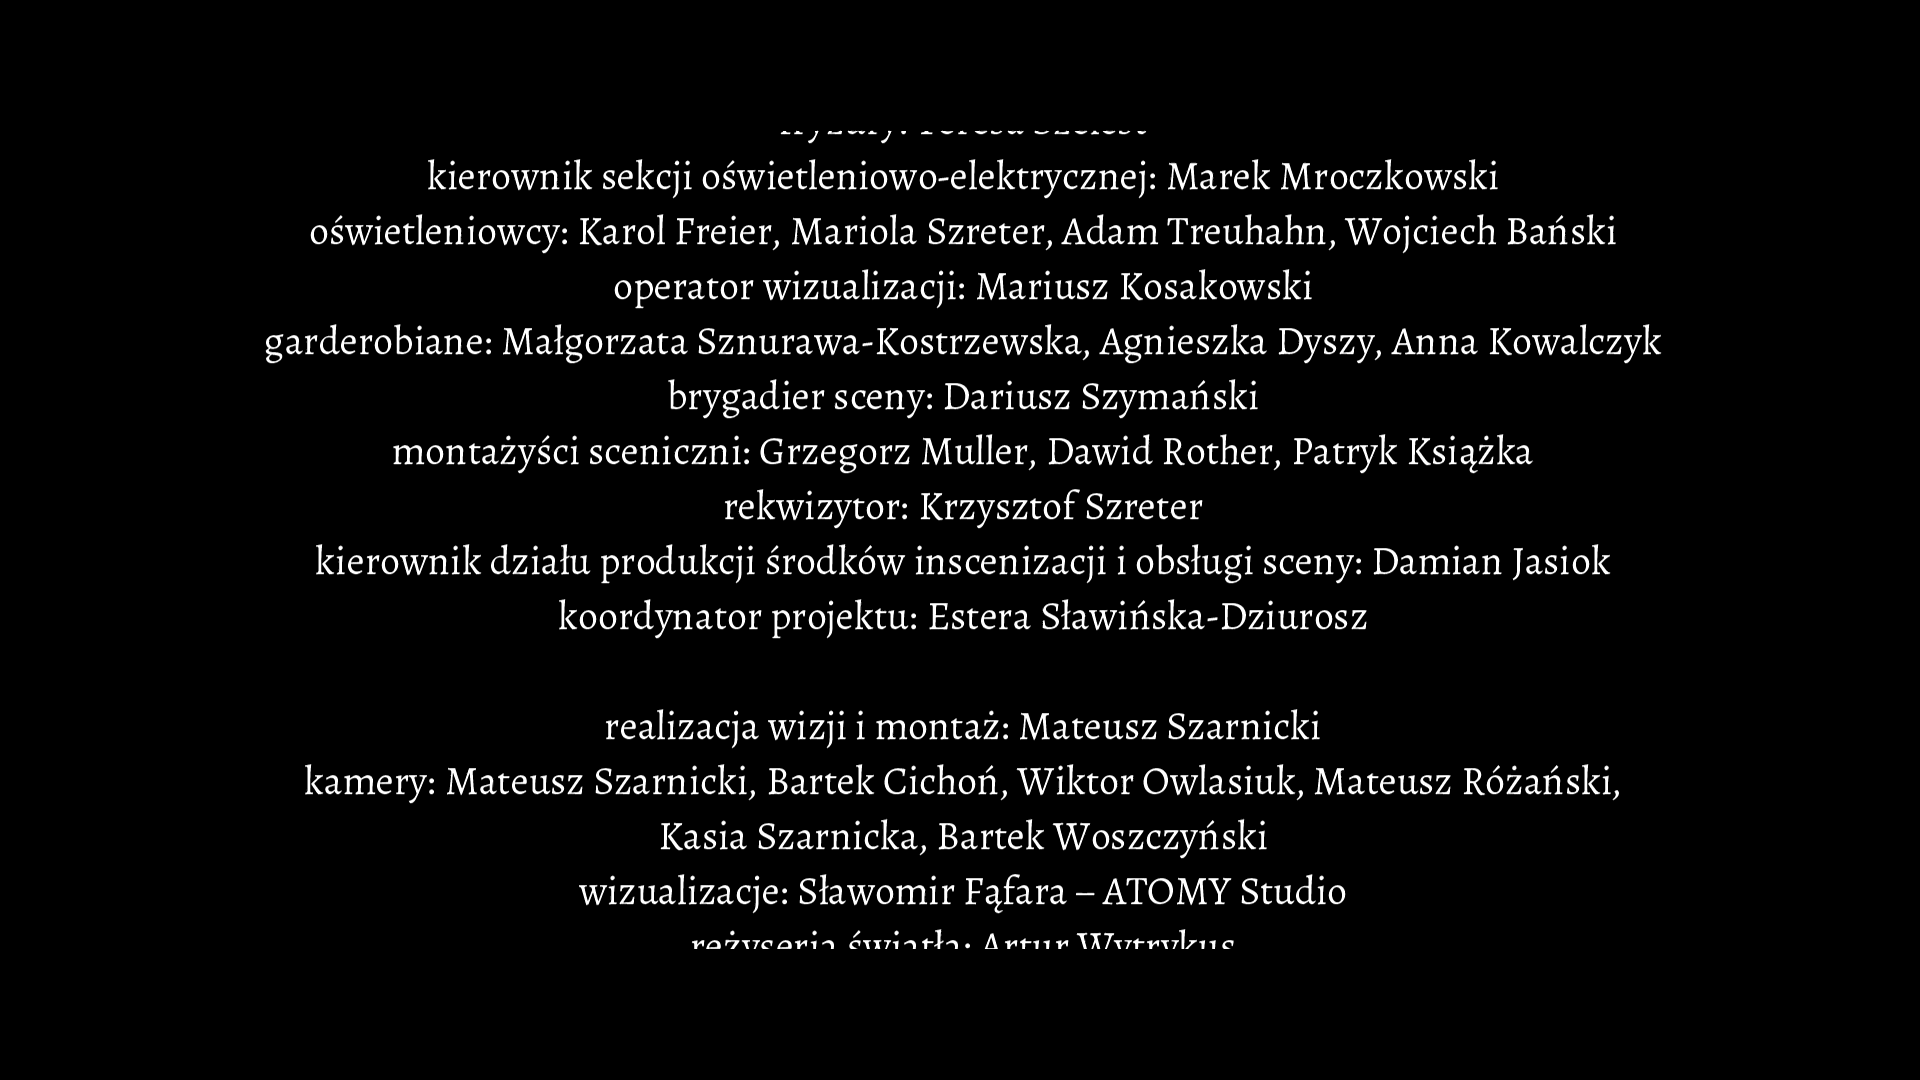 kierownik sekcji oświetleniowo-elektrycznej: Marek Mroczkowski
oświetleniowcy: Karol Freier, Mariola Szreter, Adam Treuhahn, Wojciech Bański
operator wizualizacji: Mariusz Kosakowski
garderobiane: Małgorzata Sznurawa-Kostrzewska, Agnieszka Dyszy, Anna Kowalczyk
brygadier sceny: Dariusz Szymański
montażyści sceniczni: Grzegorz Muller, Dawid Rother, Patryk Książka
rekwizytor: Krzysztof Szreter
kierownik działu produkcji środków inscenizacji i obsługi sceny: Damian Jasiok
koordynator projektu: Estera Sławińska-Dziurosz
realizacja wizji i montaż: Mateusz Szarnicki
kamery: Mateusz Szarnicki, Bartek Cichoń, Wiktor Owlasiuk, Mateusz Różański,
Kasia Szarnicka, Bartek Woszczyński
wizualizacje: Sławomir Fąfara – ATOMY Studio
reżyseria światła: Artur Wytrykus